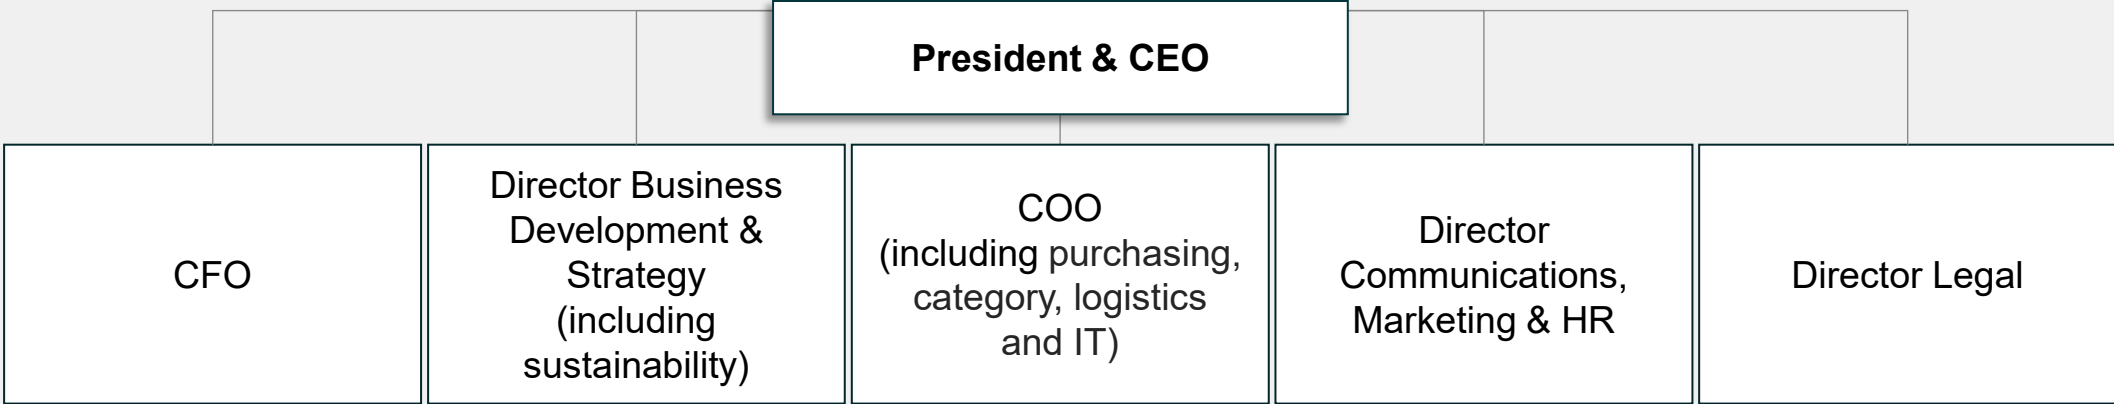 President & CEO
CFO
Director Business
Development &
Strategy
(including
sustainability)
COO
(including purchasing,
category, logistics
and IT)
Director
Communications,
Marketing & HR
Director Legal